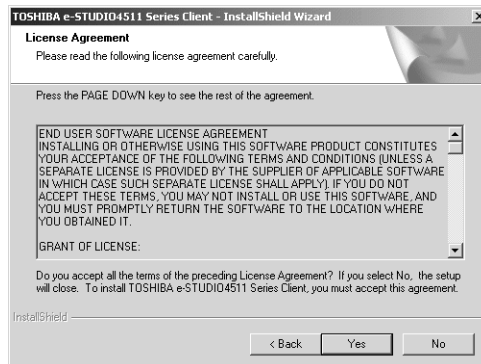 TOSHIBA e-STUDIO4511 Series Client - InstallShield Wizard
License Agreement
Please read the following license agreement carefully.
Press the PAGE DOWN key to see the rest of the agreement.
END USER SOFTWARE LICENSE AGREEMENT
INSTALLING OR OTHERWISE USING THIS SOFTWARE PRODUCT CONSTITUTES
YOUR ACCEPTANCE OF THE FOLLOWING TERMS AND CONDITIONS (UNLESS A
SEPARATE LICENSE IS PROVIDED BY THE SUPPLIER OF APPLICABLE SOFTWARE
IN WHICH CASE SUCH SEPARATE LICENSE SHALL APPLY). IF YOU DO NOT
ACCEPT THESE TERMS, YOU MAY NOT INSTALL OR USE THIS SOFTWARE, AND
YOU MUST PROMPTLY RETURN THE SOFTWARE TO THE LOCATION WHERE
YOU OBTAINED IT.
GRANT OF LICENSE:
Do you accept all the terms of the preceding License Agreement? If you select No, the setup
will close. To install TOSHIBA e-STUDIO4511 Series Client, you must accept this agreement.
InstallShield
< Back Yes No